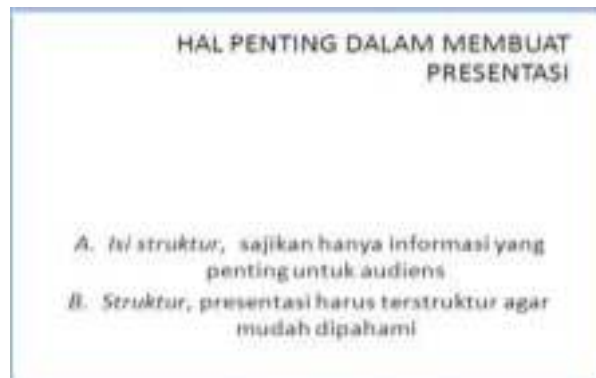 HAL PENTING DALAM MEMBUAT
PRESENTASI
A. Isi struktur, sajikan hanya informasi yang
penting untuk audiens
B. Struktur, presentasi harus terstruktur agar
mudah dipahami